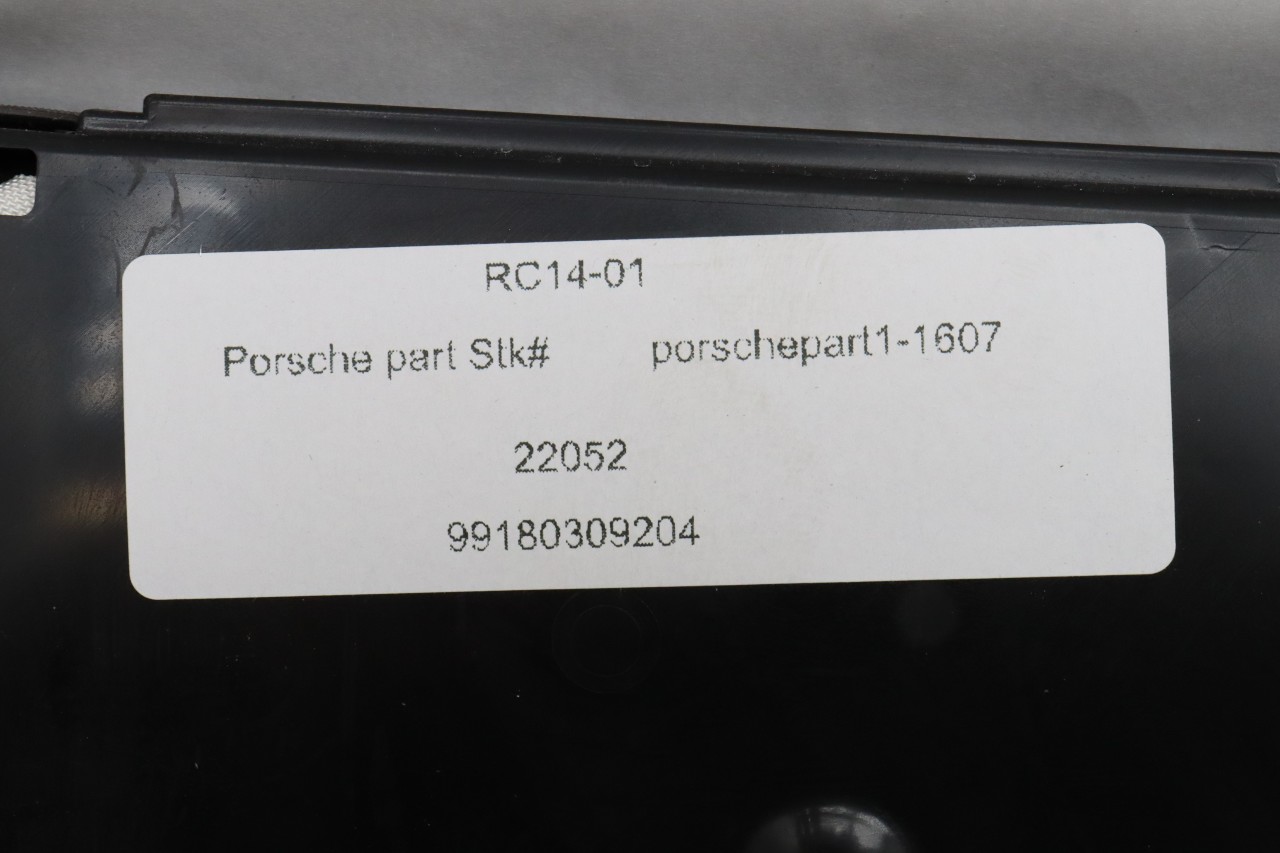 RC14-01
Porsche part Stk# porschepart1-1607
22052
99180309204